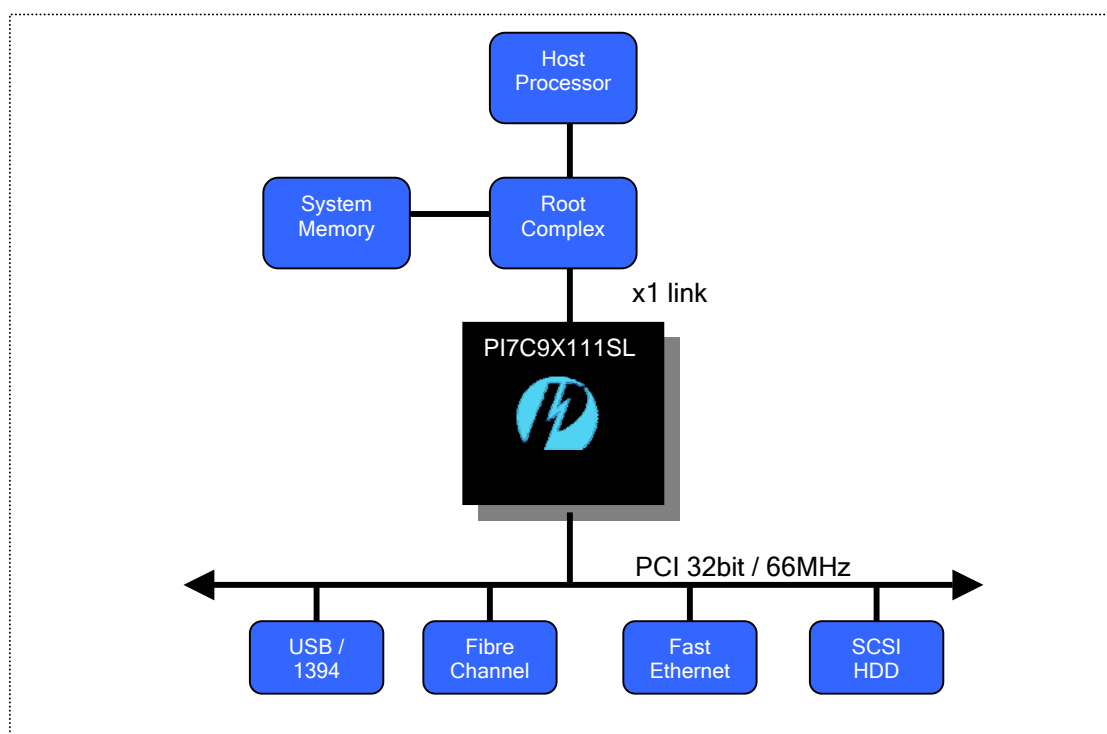 Host
Processor
System
Memory
Root
Complex
x1 link
PI7C9X111SL
PCI 32bit / 66MHz
USB /
1394
Fibre
Channel
Fast
Ethernet
SCSI
HDD